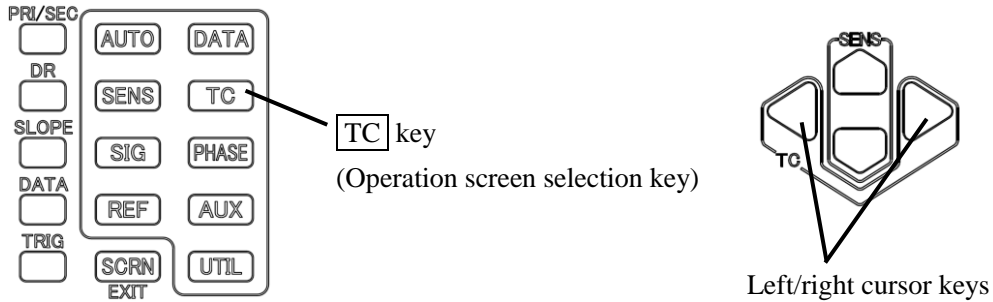 PRI/SEC
AUTO DATA
DR
SENS TC
SLOPE
SIG PHASE
DATA
REF AUX
TRIG
SCRN UTIL
EXIT
TC key
(Operation screen selection key)
SENS
TC
Left/right cursor keys